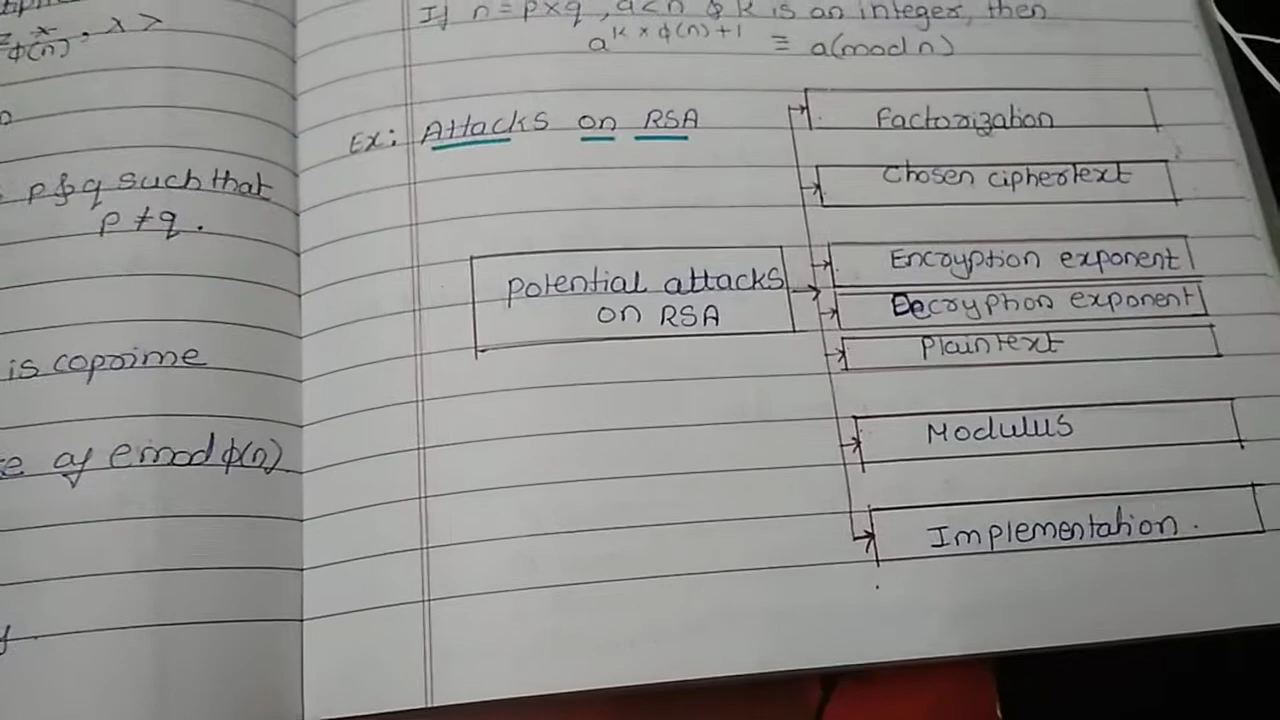 φ(n)
p & q such that
p ≠ q .
is coprime
of e mod φ(n)
If n = p x q , a < n & k is an integer, then
a^k x φ(n)+1 ≡ a(mod n)
Ex: Attacks on RSA
Potential attacks
on RSA
Factorization
Chosen ciphertext
Encryption exponent
Decryption exponent
Plaintext
Modulus
Implementation.